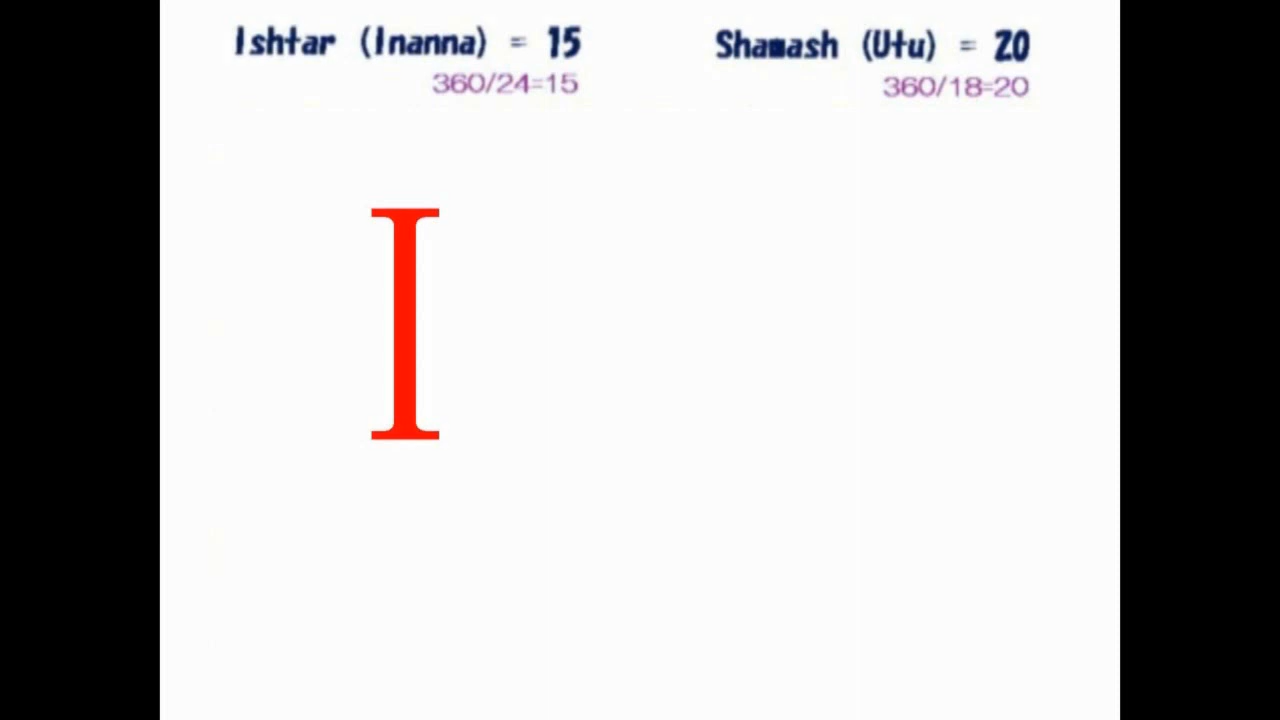 Ishtar (Inanna) = 15 Shamash (Utu) = 20
360/24=15 360/18=20
I